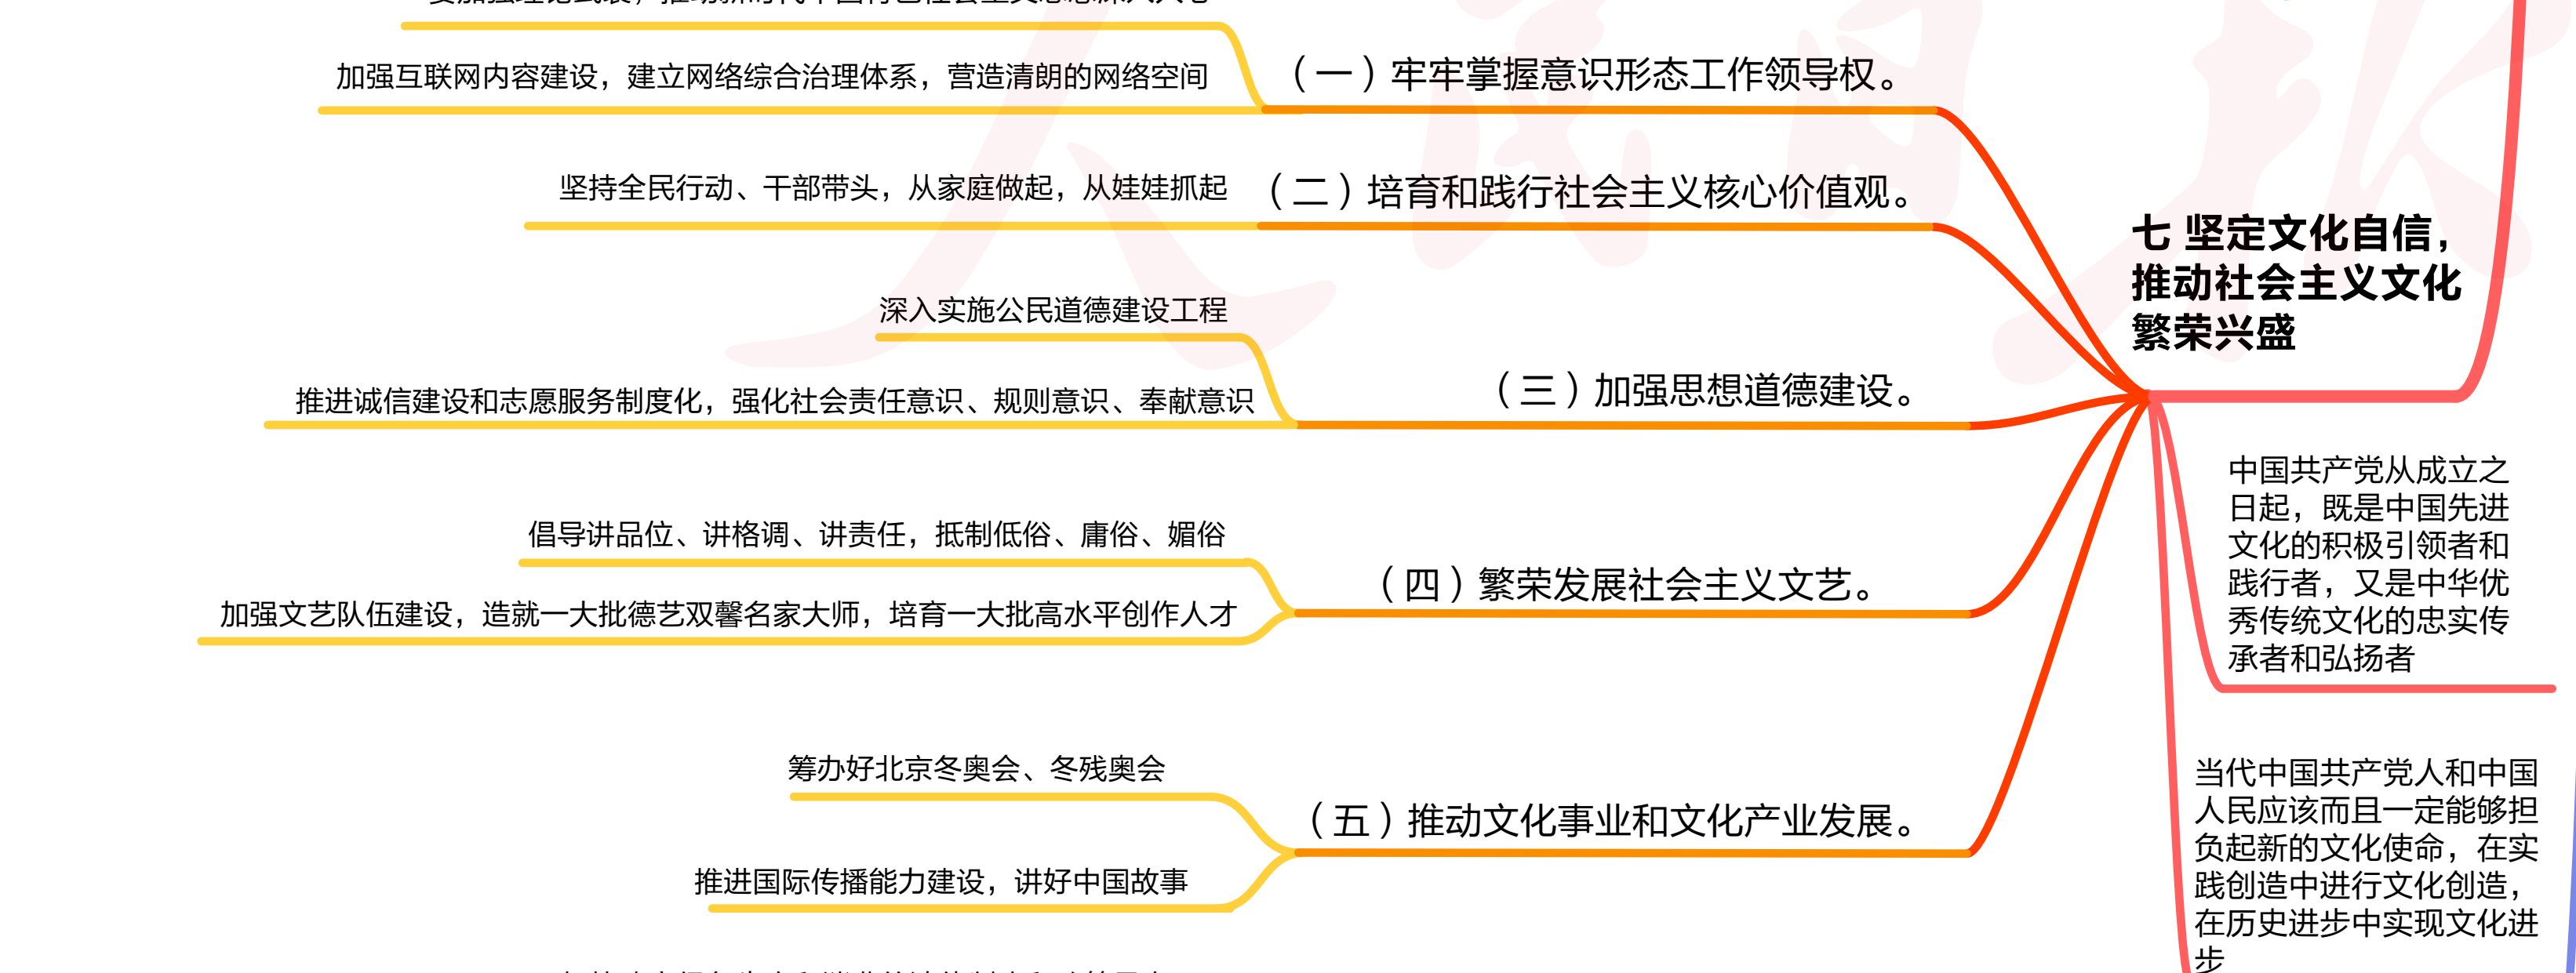 加强互联网内容建设，建立网络综合治理体系，营造清朗的网络空间
（一）牢牢掌握意识形态工作领导权。
坚持全民行动、干部带头，从家庭做起，从娃娃抓起
（二）培育和践行社会主义核心价值观。
七 坚定文化自信，
推动社会主义文化
繁荣兴盛
深入实施公民道德建设工程
推进诚信建设和志愿服务制度化，强化社会责任意识、规则意识、奉献意识
（三）加强思想道德建设。
中国共产党从成立之
日起，既是中国先进
文化的积极引领者和
践行者，又是中华优
秀传统文化的忠实传
承者和弘扬者
倡导讲品位、讲格调、讲责任，抵制低俗、庸俗、媚俗
加强文艺队伍建设，造就一大批德艺双馨名家大师，培育一大批高水平创作人才
（四）繁荣发展社会主义文艺。
筹办好北京冬奥会、冬残奥会
推进国际传播能力建设，讲好中国故事
（五）推动文化事业和文化产业发展。
当代中国共产党人和中国
人民应该而且一定能够担
负起新的文化使命，在实
践创造中进行文化创造，
在历史进步中实现文化进
步